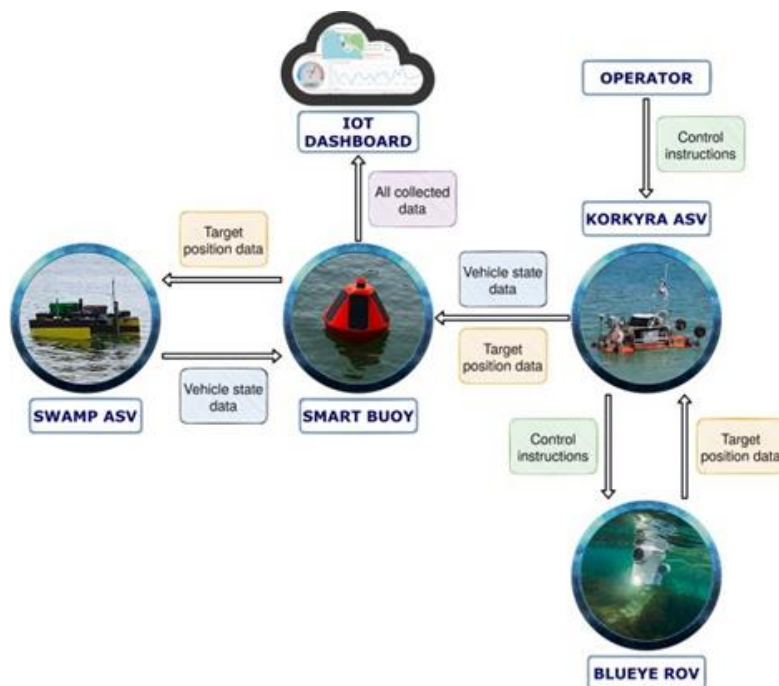 IOT
DASHBOARD
OPERATOR
Control
instructions
All collected
data
KORKYRA ASV
Target
position data
Vehicle state
data
Target
position data
Vehicle state
data
SWAMP ASV
SMART BUOY
Control
instructions
Target
position data
BLUEYE ROV